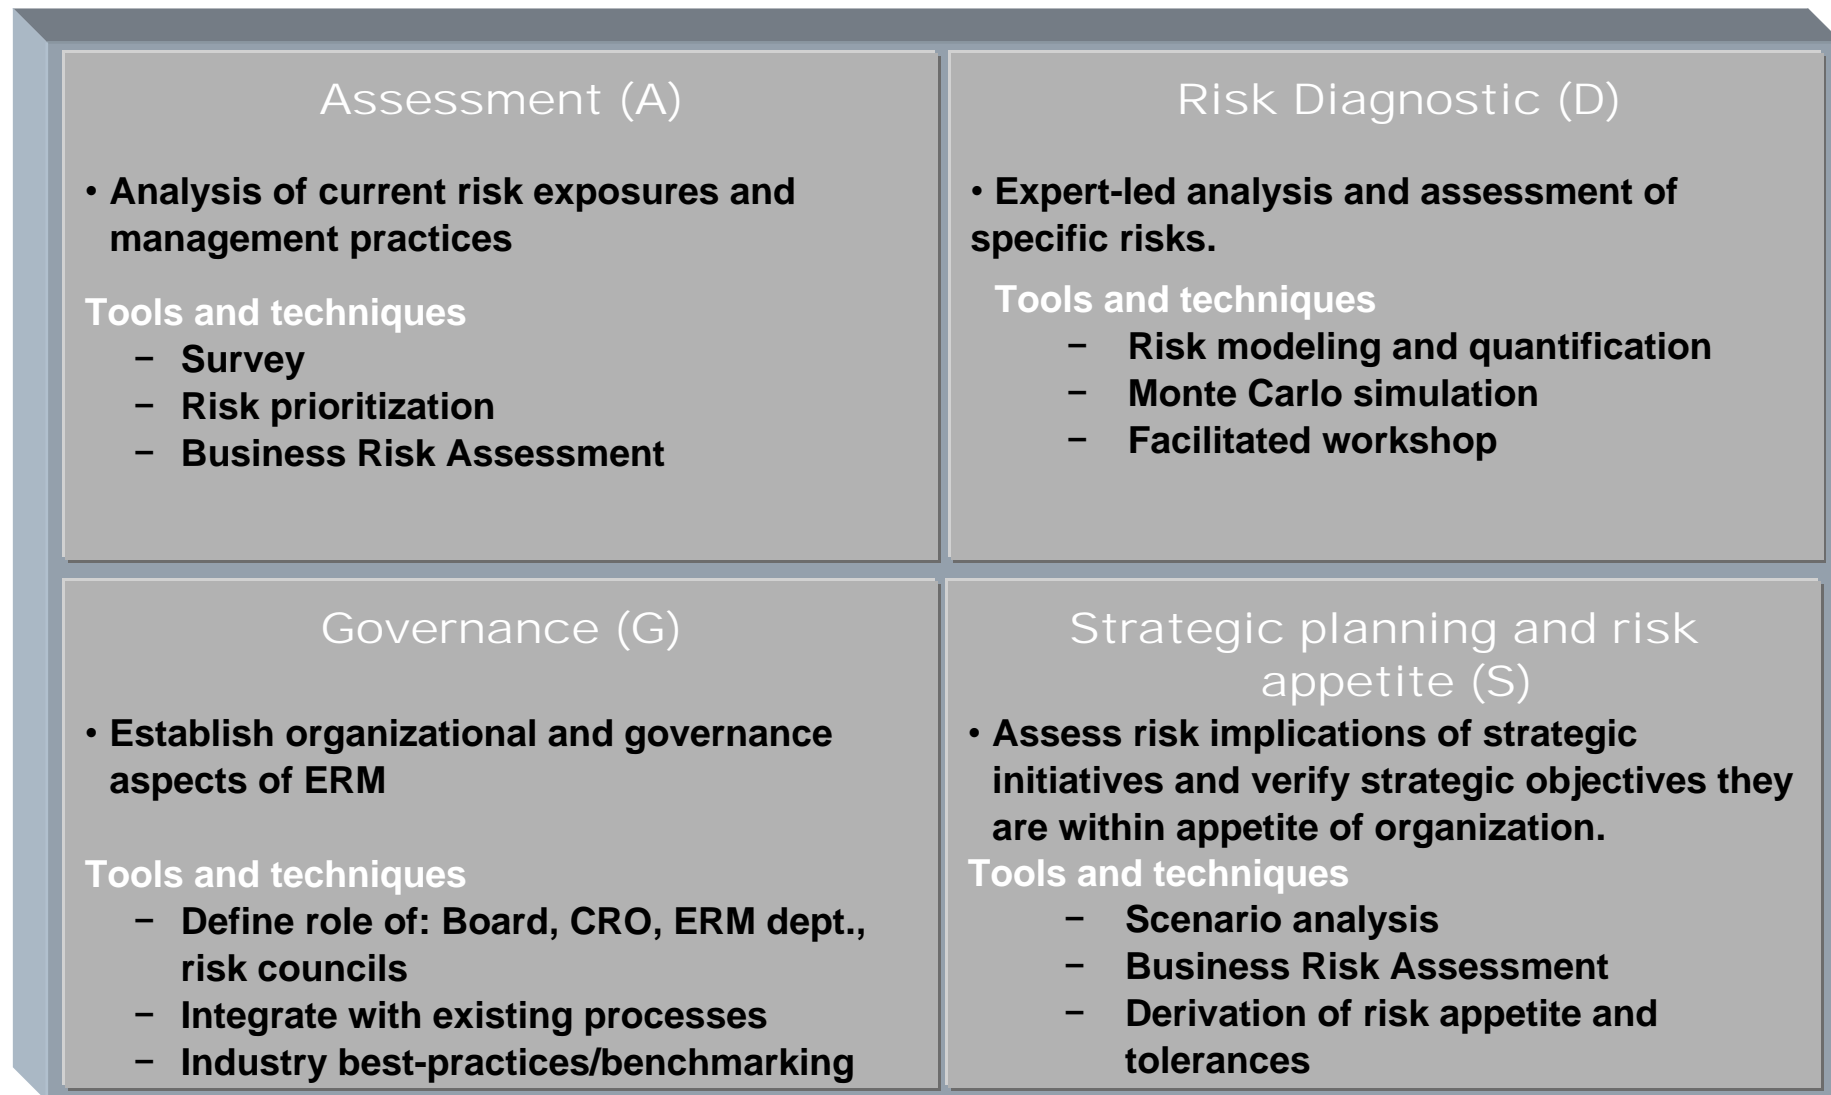 Assessment (A)
• Analysis of current risk exposures and
management practices
Tools and techniques
− Survey
− Risk prioritization
− Business Risk Assessment
Risk Diagnostic (D)
• Expert-led analysis and assessment of
specific risks.
Tools and techniques
− Risk modeling and quantification
− Monte Carlo simulation
− Facilitated workshop
Governance (G)
• Establish organizational and governance
aspects of ERM
Tools and techniques
− Define role of: Board, CRO, ERM dept.,
risk councils
− Integrate with existing processes
− Industry best-practices/benchmarking
Strategic planning and risk
appetite (S)
• Assess risk implications of strategic
initiatives and verify strategic objectives they
are within appetite of organization.
Tools and techniques
− Scenario analysis
− Business Risk Assessment
− Derivation of risk appetite and
tolerances